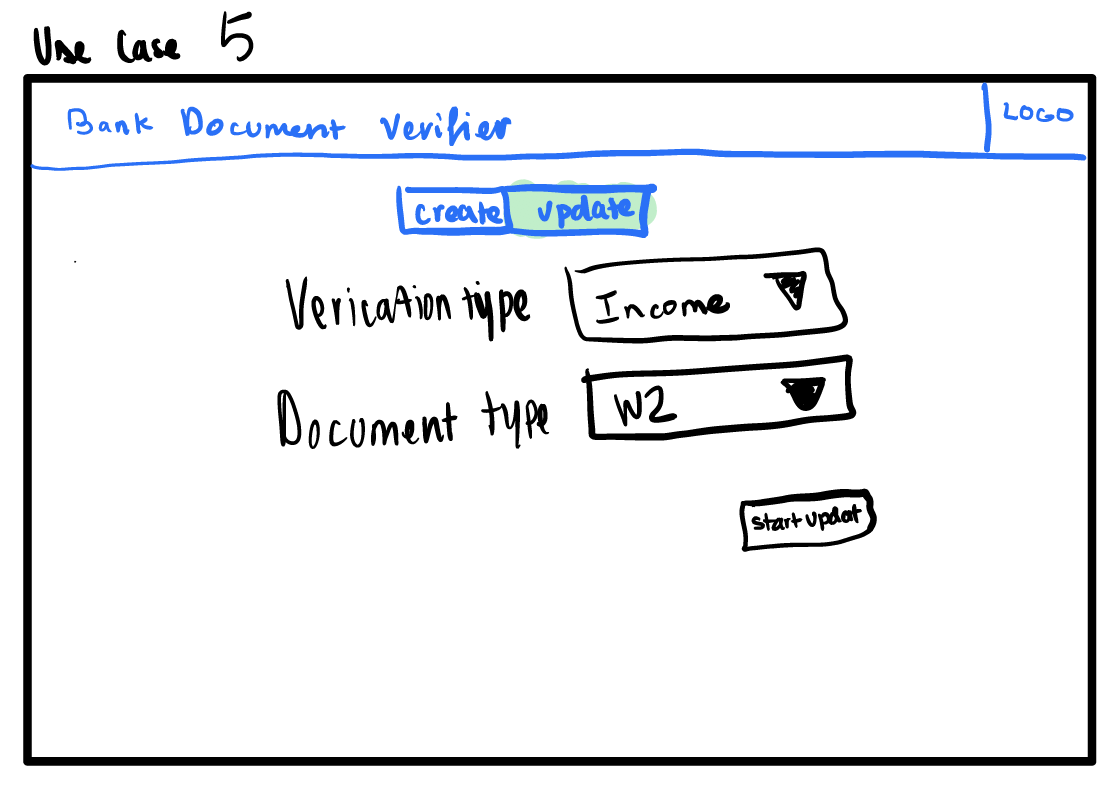 Use Case 5
Bank Document Verifier
LOGO
create update
Verication type Income
Document type W2
start updat